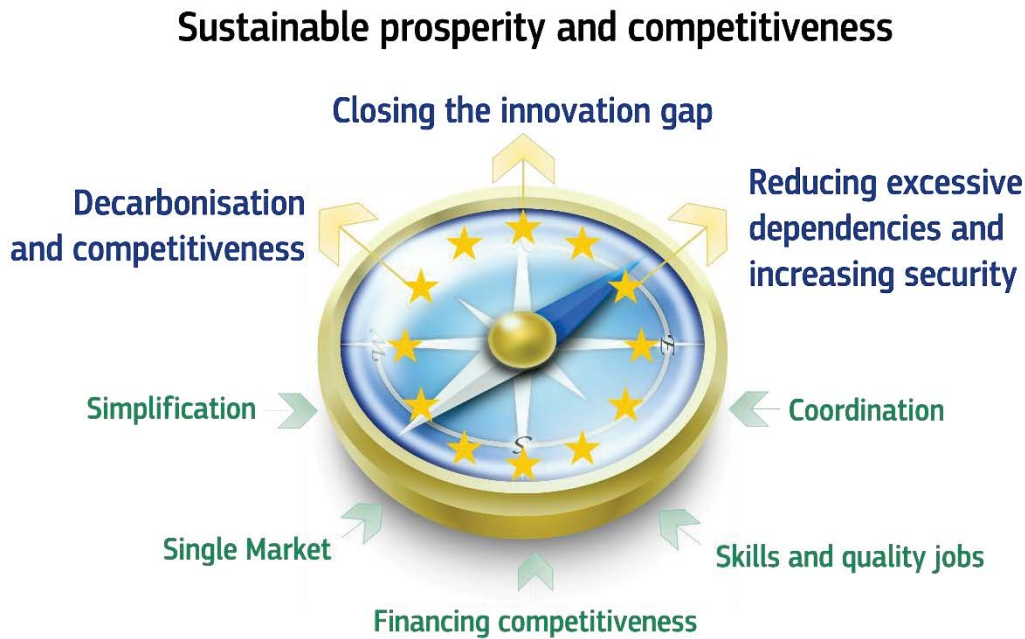 Sustainable prosperity and competitiveness
Closing the innovation gap
Decarbonisation
and competitiveness
Reducing excessive
dependencies and
increasing security
W
E
S
Simplification
Coordination
Single Market
Skills and quality jobs
Financing competitiveness